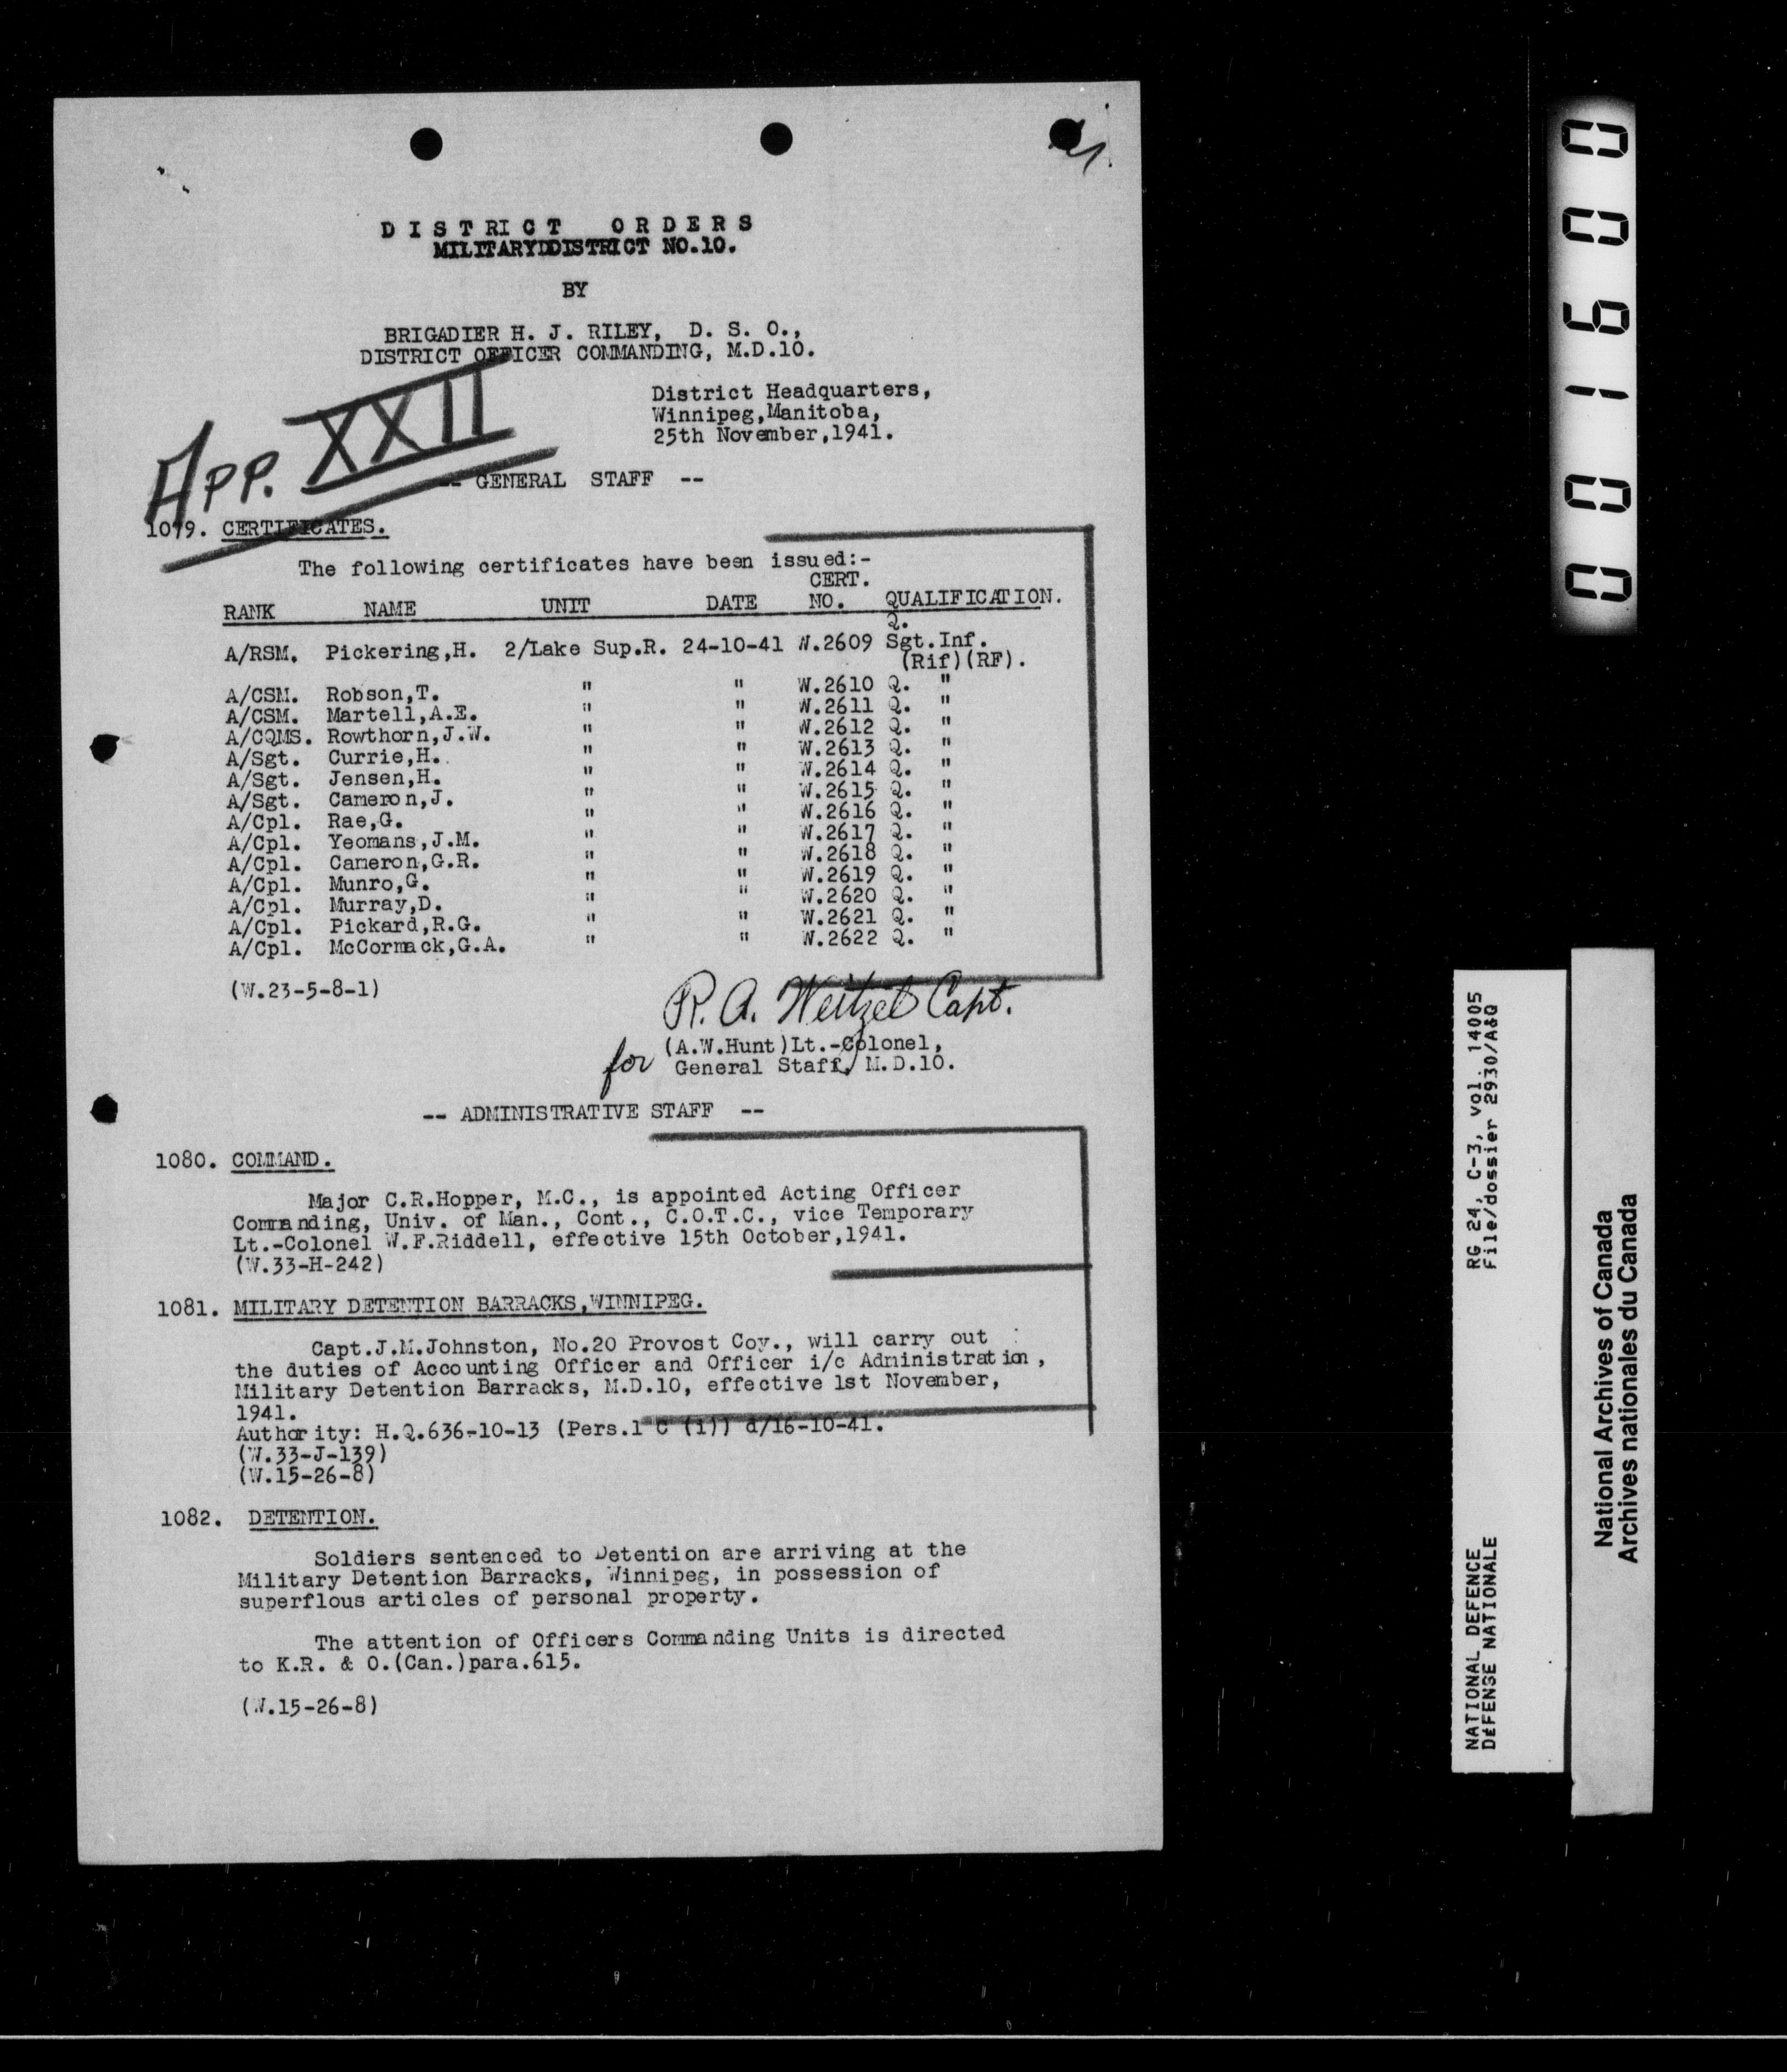 DISTRICT ORDERS
MILITARYDDISTRICT NO.10.
BY
BRIGADIER H. J. RILEY, D. S. O.,
DISTRICT OFFICER COMMANDING, M.D.10.
District Headquarters,
Winnipeg,Manitoba,
25th November,1941.
App. XXII
-- GENERAL STAFF --
1079. CERTIFICATES.
The following certificates have been issued:-
CERT.
RANK NAME UNIT DATE NO. QUALIFICATION.
Q.
A/RSM. Pickering,H. 2/Lake Sup.R. 24-10-41 W.2609 Sgt.Inf.
(Rif)(RF).
A/CSM. Robson,T. " " W.2610 Q. "
A/CSM. Martell,A.E. " " W.2611 Q. "
A/CQMS. Rowthorn,J.W. " " W.2612 Q. "
A/Sgt. Currie,H. " " W.2613 Q. "
A/Sgt. Jensen,H. " " W.2614 Q. "
A/Sgt. Cameron,J. " " W.2615 Q. "
A/Cpl. Rae,G. " " W.2616 Q. "
A/Cpl. Yeomans,J.M. " " W.2617 Q. "
A/Cpl. Cameron,G.R. " " W.2618 Q. "
A/Cpl. Munro,G. " " W.2619 Q. "
A/Cpl. Murray,D. " " W.2620 Q. "
A/Cpl. Pickard,R.G. " " W.2621 Q. "
A/Cpl. McCormack,G.A. " " W.2622 Q. "
(W.23-5-8-1)
R. A. Weitzel Capt.
(A.W.Hunt)Lt.-Colonel,
for General Staff, M.D.10.
-- ADMINISTRATIVE STAFF --
1080. COMMAND.
Major C.R.Hopper, M.C., is appointed Acting Officer
Commanding, Univ. of Man., Cont., C.O.T.C., vice Temporary
Lt.-Colonel W.F.Riddell, effective 15th October,1941.
(W.33-H-242)
1081. MILITARY DETENTION BARRACKS,WINNIPEG.
Capt.J.M.Johnston, No.20 Provost Coy., will carry out
the duties of Accounting Officer and Officer i/c Administration,
Military Detention Barracks, M.D.10, effective 1st November,
1941.
Authority: H.Q.636-10-13 (Pers.1 C (1)) d/16-10-41.
(W.33-J-139)
(W.15-26-8)
1082. DETENTION.
Soldiers sentenced to Detention are arriving at the
Military Detention Barracks, Winnipeg, in possession of
superflous articles of personal property.
The attention of Officers Commanding Units is directed
to K.R. & O.(Can.)para.615.
(W.15-26-8)
001600
RG 24, C-3, vol. 14005
File/dossier 2930/A&Q
NATIONAL DEFENCE
DéFENSE NATIONALE
National Archives of Canada
Archives nationales du Canada